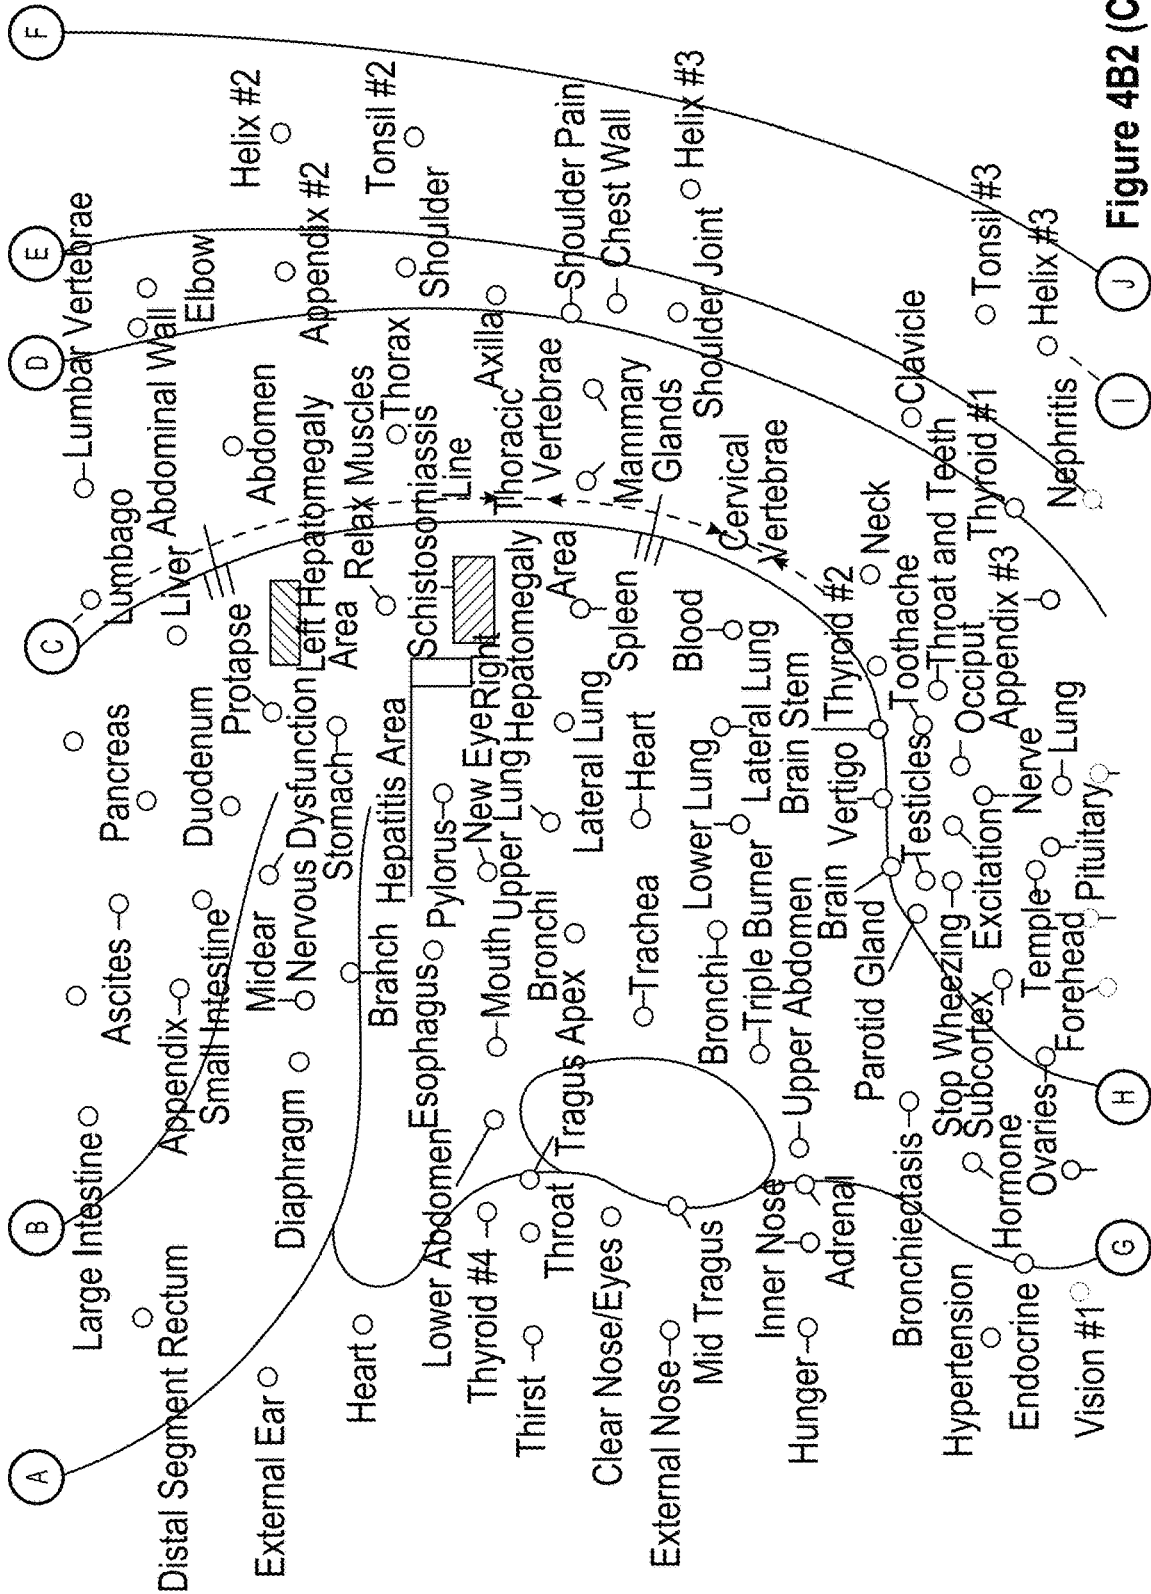 A
B
C
D
E
F
Large Intestine
Lumbar Vertebrae
Ascites
Pancreas
Lumbago
Distal Segment Rectum
Appendix
Liver
Abdominal Wall
Small Intestine
Duodenum
Elbow
Protapse
Helix #2
External Ear
Midear
Abdomen
Diaphragm
Nervous Dysfunction
Left Hepatomegaly
Area
Appendix #2
Stomach
Heart
Branch
Hepatitis Area
Relax Muscles
Thorax
Tonsil #2
Schistosomiassis
Line
Shoulder
Lower Abdomen
Esophagus
Pylorus
New Eye
Right
Hepatomegaly
Area
Thyroid #4
Mouth
Upper Lung
Axilla
Thoracic
Vertebrae
Thirst
Throat
Bronchi
Tragus Apex
Lateral Lung
Shoulder Pain
Clear Nose/Eyes
Spleen
Mammary
Glands
Chest Wall
External Nose
Trachea
Heart
Mid Tragus
Bronchi
Lower Lung
Blood
Shoulder Joint
Helix #3
Cervical
Vertebrae
Inner Nose
Triple Burner
Lateral Lung
Hunger
Upper Abdomen
Brain Stem
Adrenal
Brain
Vertigo
Thyroid #2
Parotid Gland
Neck
Bronchiectasis
Testicles
Toothache
Clavicle
Hypertension
Stop Wheezing
Throat and Teeth
Subcortex
Excitation
Occiput
Thyroid #1
Tonsil #3
Hormone
Appendix #3
Endocrine
Temple
Nerve
Ovaries
Helix #3
Forehead
Lung
Nephritis
Vision #1
Pituitary
G
H
I
J
Figure 4B2 (C